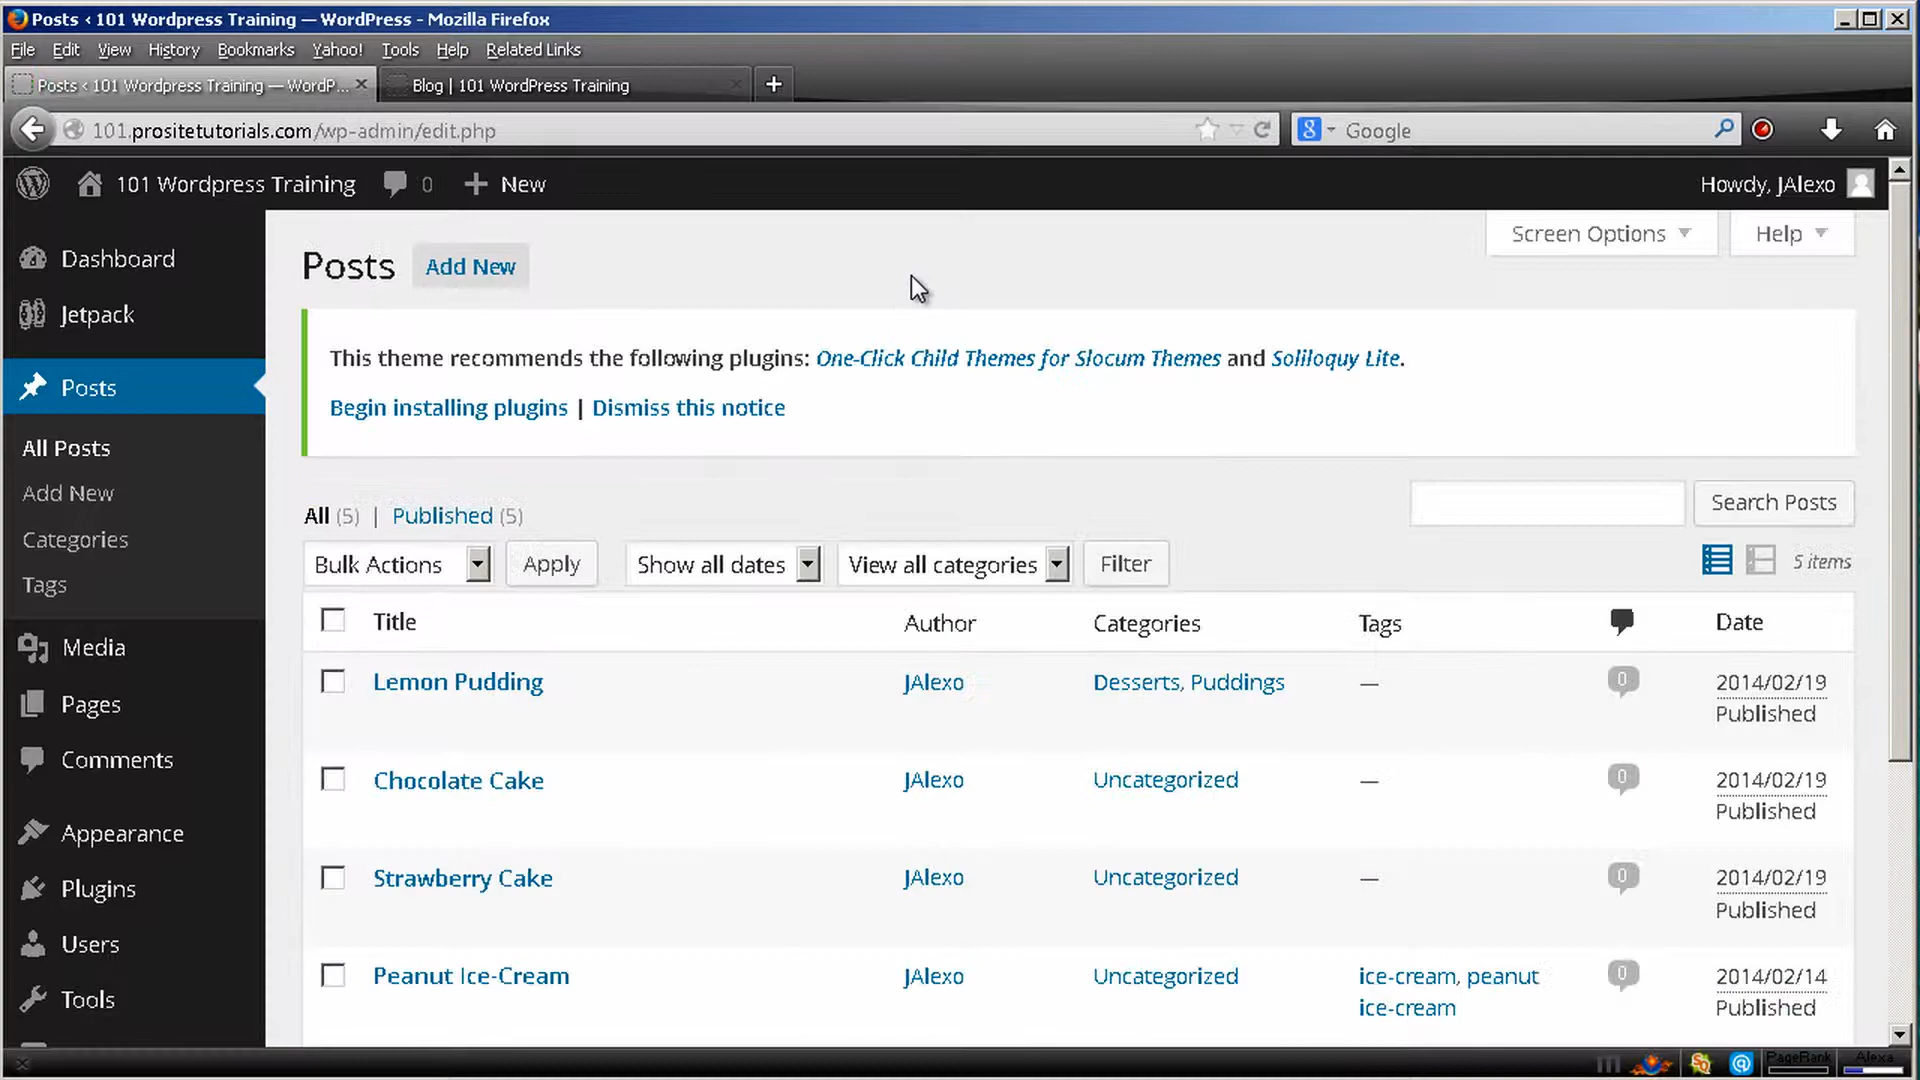 Posts < 101 Wordpress Training — WordPress - Mozilla Firefox
File Edit View History Bookmarks Yahoo! Tools Help Related Links
Posts < 101 Wordpress Training — WordP... Blog | 101 WordPress Training
101.prositetutorials.com/wp-admin/edit.php Google
101 Wordpress Training 0 New Howdy, JAlexo
Screen Options Help
Dashboard
Jetpack
Posts
All Posts
Add New
Categories
Tags
Media
Pages
Comments
Appearance
Plugins
Users
Tools
Posts Add New
This theme recommends the following plugins: One-Click Child Themes for Slocum Themes and Soliloquy Lite.
Begin installing plugins | Dismiss this notice
All (5) | Published (5)
Search Posts
Bulk Actions Apply Show all dates View all categories Filter 5 items
Title Author Categories Tags Date
Lemon Pudding JAlexo Desserts, Puddings — 0 2014/02/19
Published
Chocolate Cake JAlexo Uncategorized — 0 2014/02/19
Published
Strawberry Cake JAlexo Uncategorized — 0 2014/02/19
Published
Peanut Ice-Cream JAlexo Uncategorized ice-cream, peanut 0 2014/02/14
ice-cream Published
PageRank Alexa